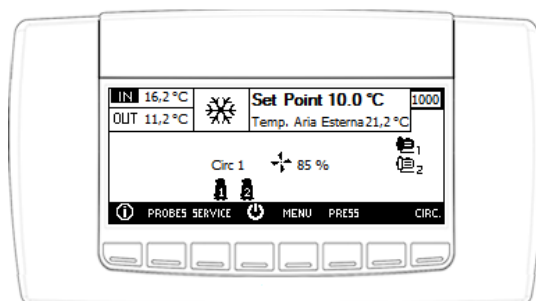 IN 16,2 °C
OUT 11,2 °C
Set Point 10.0 °C
Temp. Aria Esterna 21,2 °C
1000
1
2
Circ 1 85 %
1 2
PROBES SERVICE MENU PRESS CIRC.